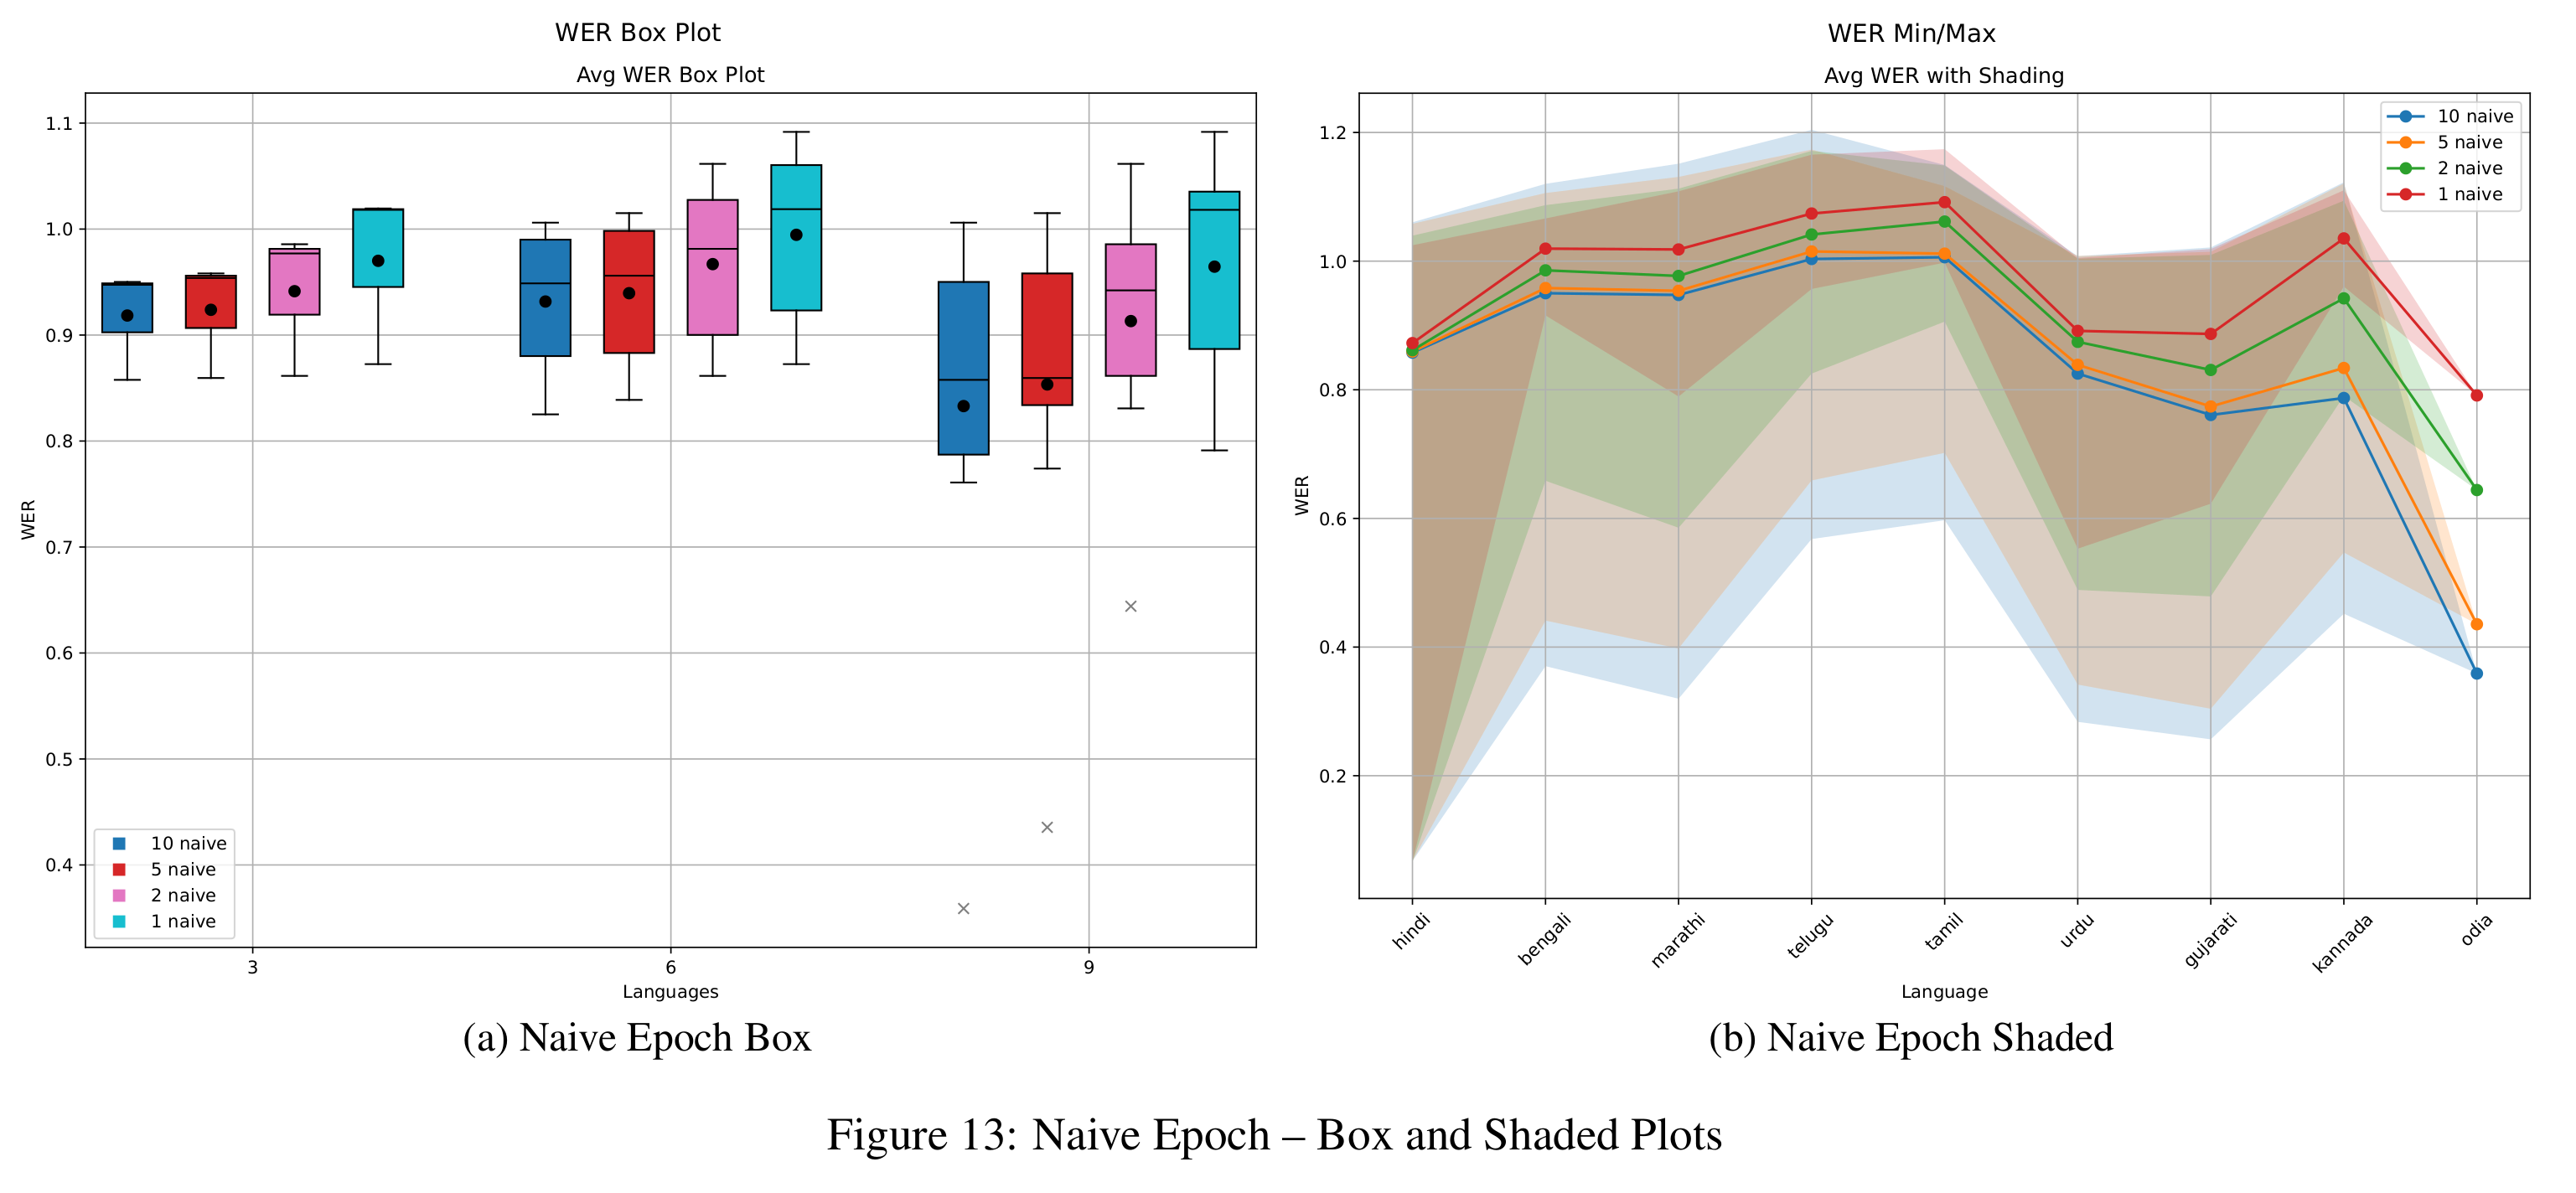 WER Box Plot
Avg WER Box Plot
1.1
1.0
0.9
0.8
0.7
0.6
0.5
0.4
WER
10 naive
5 naive
2 naive
1 naive
3
6
9
Languages
(a) Naive Epoch Box
WER Min/Max
Avg WER with Shading
1.2
1.0
0.8
0.6
0.4
0.2
WER
10 naive
5 naive
2 naive
1 naive
hindi
bengali
marathi
telugu
tamil
urdu
gujarati
kannada
odia
Language
(b) Naive Epoch Shaded
Figure 13: Naive Epoch – Box and Shaded Plots